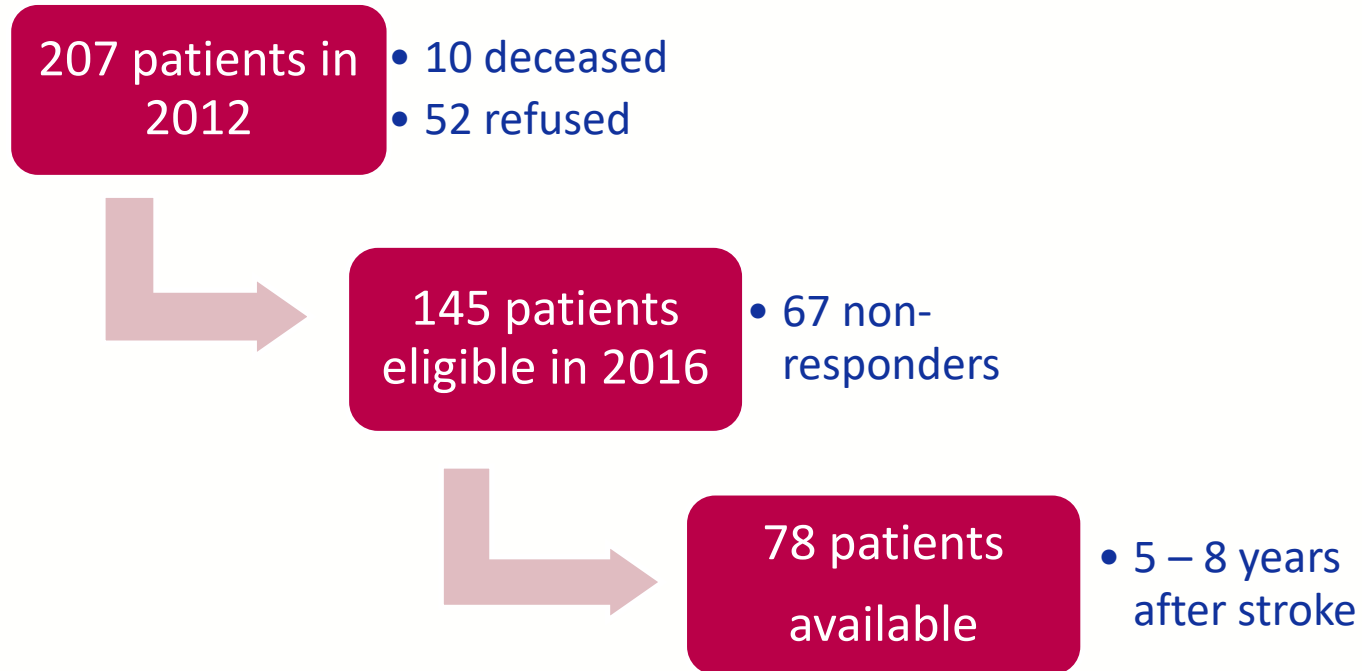 207 patients in
2012
• 10 deceased
• 52 refused
145 patients
eligible in 2016
• 67 non-
responders
78 patients
available
• 5 – 8 years
after stroke